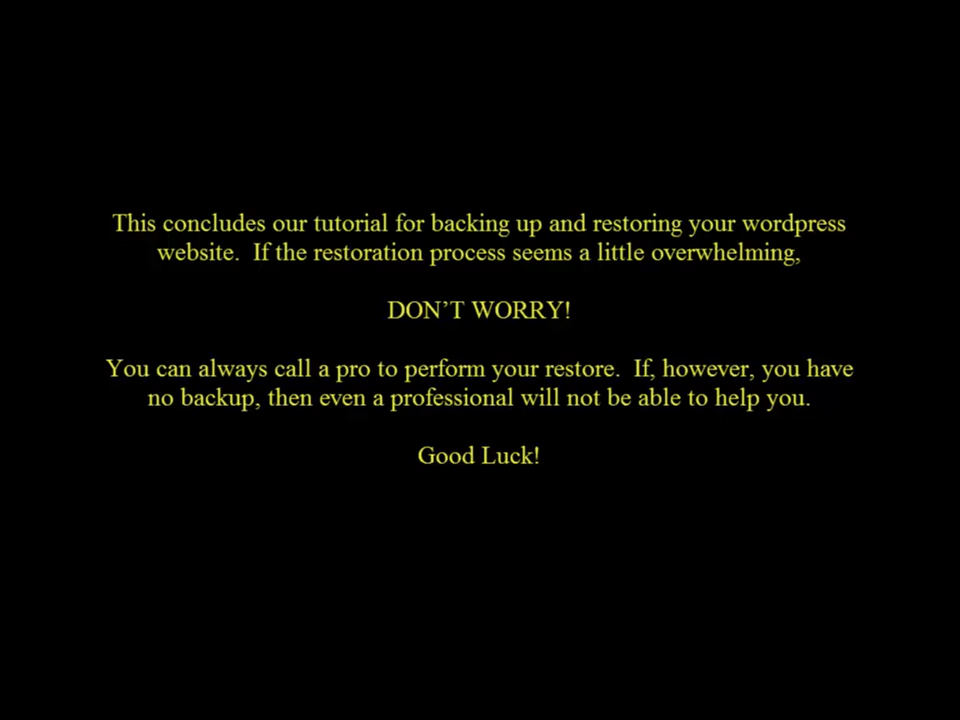 This concludes our tutorial for backing up and restoring your wordpress
website.  If the restoration process seems a little overwhelming,
DON’T WORRY!
You can always call a pro to perform your restore.  If, however, you have
no backup, then even a professional will not be able to help you.
Good Luck!